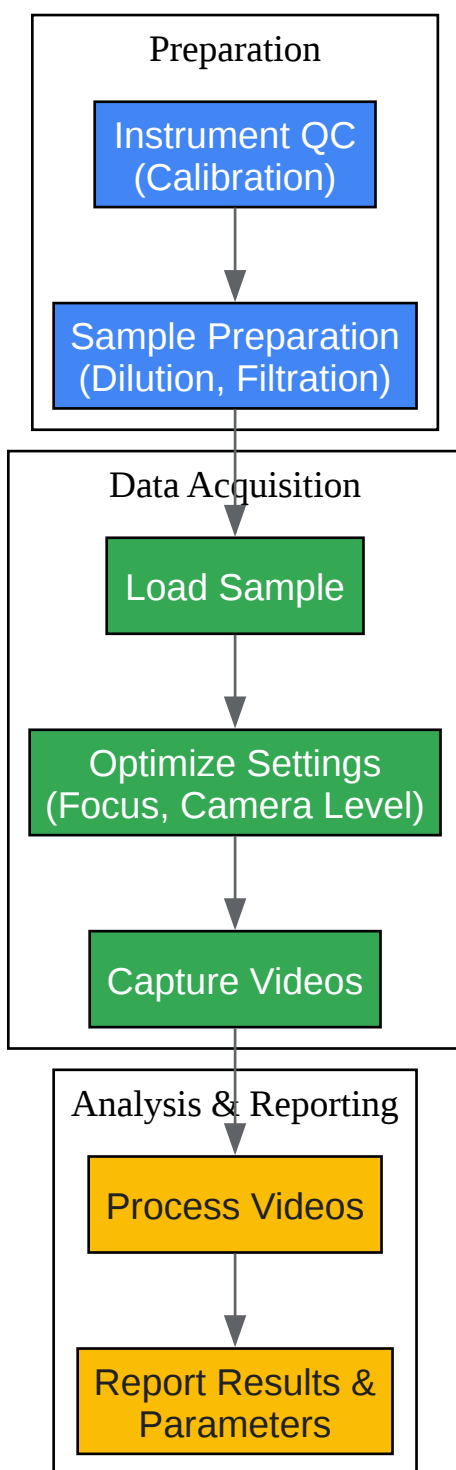 Preparation
Instrument QC
(Calibration)
Sample Preparation
(Dilution, Filtration)
Data Acquisition
Load Sample
Optimize Settings
(Focus, Camera Level)
Capture Videos
Analysis & Reporting
Process Videos
Report Results &
Parameters